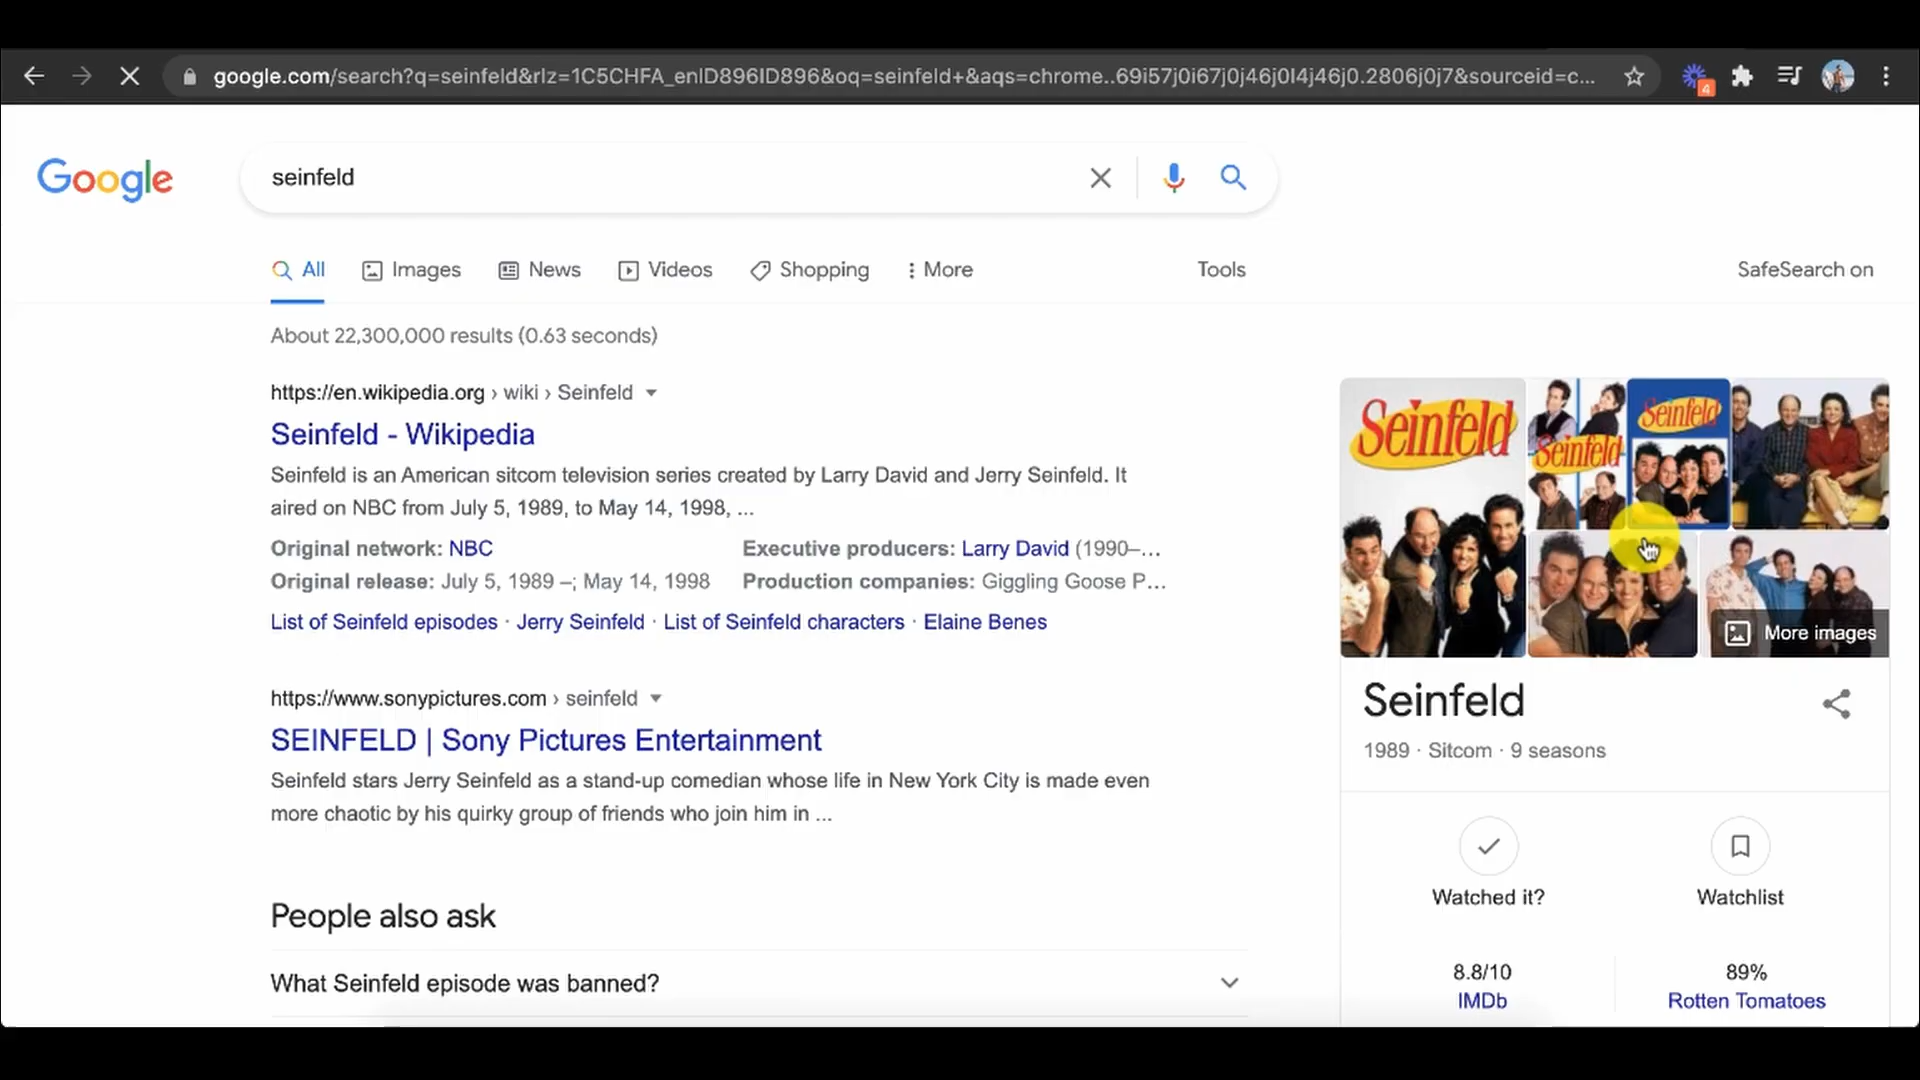 google.com/search?q=seinfeld&rlz=1C5CHFA_enID896ID896&oq=seinfeld+&aqs=chrome..69i57j0i67j0j46j0I4j46j0.2806j0j7&sourceid=c...
4
Google
seinfeld
All
Images
News
Videos
Shopping
More
Tools
SafeSearch on
About 22,300,000 results (0.63 seconds)
https://en.wikipedia.org › wiki › Seinfeld
Seinfeld - Wikipedia
Seinfeld is an American sitcom television series created by Larry David and Jerry Seinfeld. It
aired on NBC from July 5, 1989, to May 14, 1998, ...
Original network: NBC
Executive producers: Larry David (1990–...
Original release: July 5, 1989 –; May 14, 1998
Production companies: Giggling Goose P...
List of Seinfeld episodes · Jerry Seinfeld · List of Seinfeld characters · Elaine Benes
https://www.sonypictures.com › seinfeld
SEINFELD | Sony Pictures Entertainment
Seinfeld stars Jerry Seinfeld as a stand-up comedian whose life in New York City is made even
more chaotic by his quirky group of friends who join him in ...
People also ask
What Seinfeld episode was banned?
Seinfeld
Seinfeld
Seinfeld
More images
Seinfeld
1989 · Sitcom · 9 seasons
Watched it?
Watchlist
8.8/10
IMDb
89%
Rotten Tomatoes